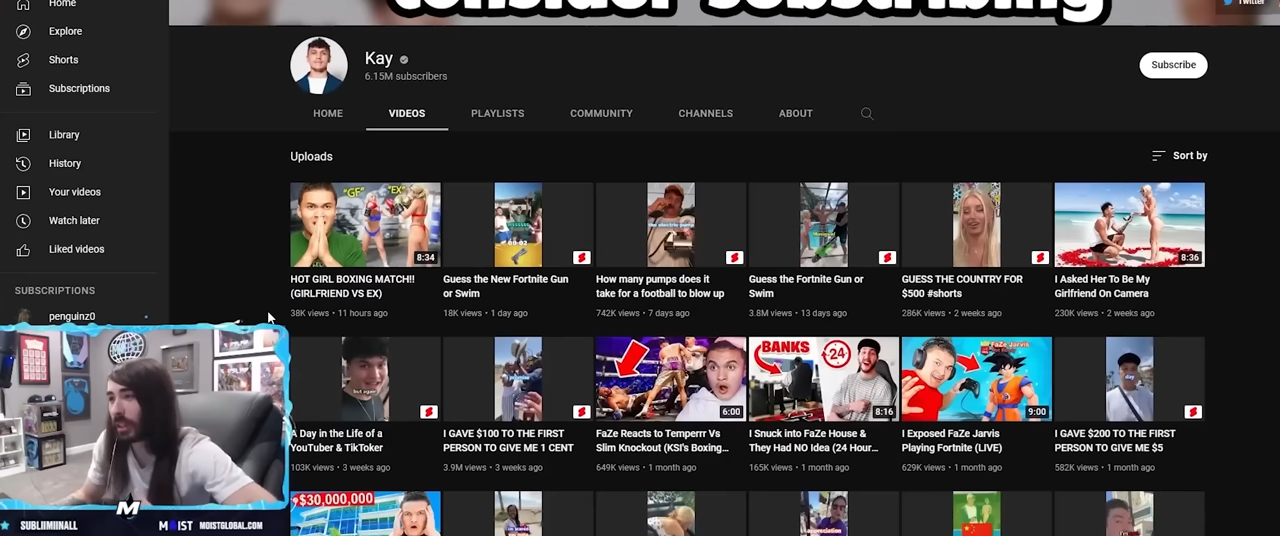 consider subscribing
Twitter
Home
Explore
Shorts
Subscriptions
Library
History
Your videos
Watch later
Liked videos
SUBSCRIPTIONS
penguinz0
Kay
6.15M subscribers
Subscribe
HOME VIDEOS PLAYLISTS COMMUNITY CHANNELS ABOUT
Uploads
Sort by
"GF" "EX"
8:34
8:36
HOT GIRL BOXING MATCH!!
(GIRLFRIEND VS EX)
38K views • 11 hours ago
Guess the New Fortnite Gun
or Swim
18K views • 1 day ago
How many pumps does it
take for a football to blow up
742K views • 7 days ago
Guess the Fortnite Gun or
Swim
3.8M views • 13 days ago
GUESS THE COUNTRY FOR
$500 #shorts
286K views • 2 weeks ago
I Asked Her To Be My
Girlfriend On Camera
230K views • 2 weeks ago
6:00
BANKS
24
8:16
FaZe Jarvis
9:00
A Day in the Life of a
YouTuber & TikToker
103K views • 3 weeks ago
I GAVE $100 TO THE FIRST
PERSON TO GIVE ME 1 CENT
3.9M views • 3 weeks ago
FaZe Reacts to Temperrr Vs
Slim Knockout (KSI's Boxing...
649K views • 1 month ago
I Snuck into FaZe House &
They Had NO Idea (24 Hour...
165K views • 1 month ago
I Exposed FaZe Jarvis
Playing Fortnite (LIVE)
629K views • 1 month ago
I GAVE $200 TO THE FIRST
PERSON TO GIVE ME $5
582K views • 1 month ago
$30,000,000
SUBLIIMIINALL
MOIST MOISTGLOBAL.COM